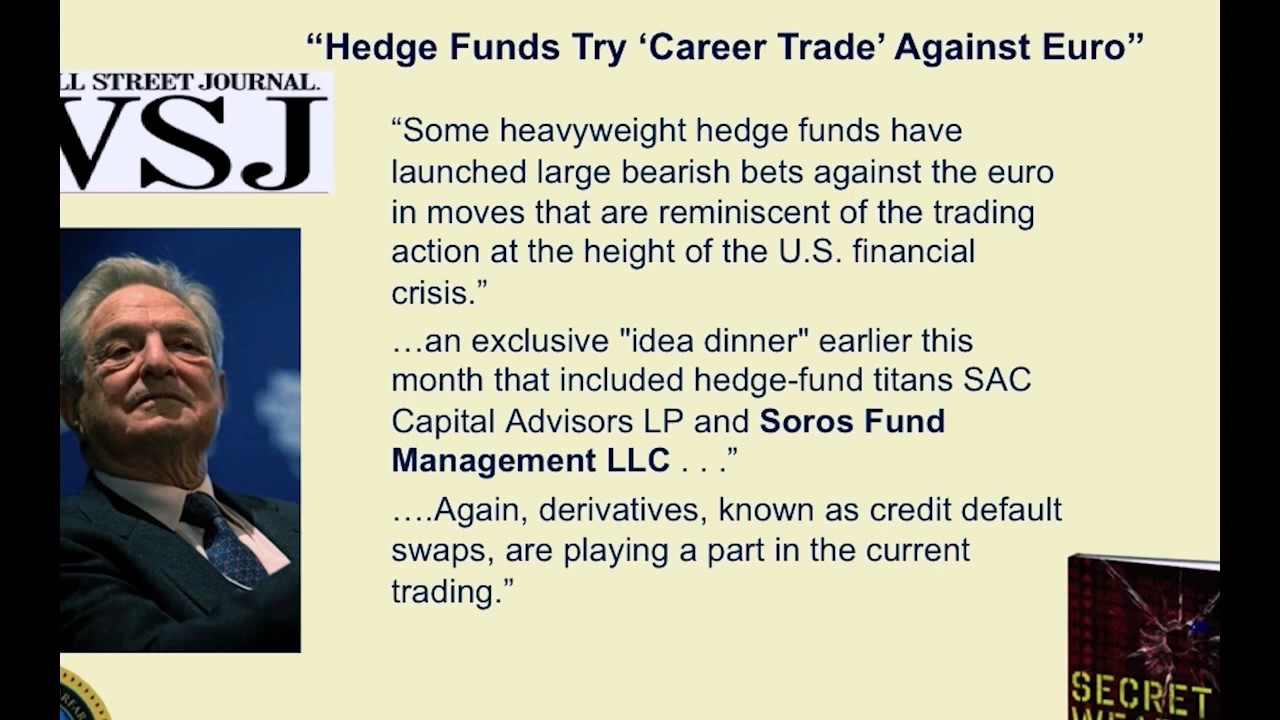 “Hedge Funds Try ‘Career Trade’ Against Euro”
LL STREET JOURNAL.
WSJ
“Some heavyweight hedge funds have
launched large bearish bets against the euro
in moves that are reminiscent of the trading
action at the height of the U.S. financial
crisis.”
…an exclusive "idea dinner" earlier this
month that included hedge-fund titans SAC
Capital Advisors LP and Soros Fund
Management LLC . . .”
….Again, derivatives, known as credit default
swaps, are playing a part in the current
trading.”
SECRET